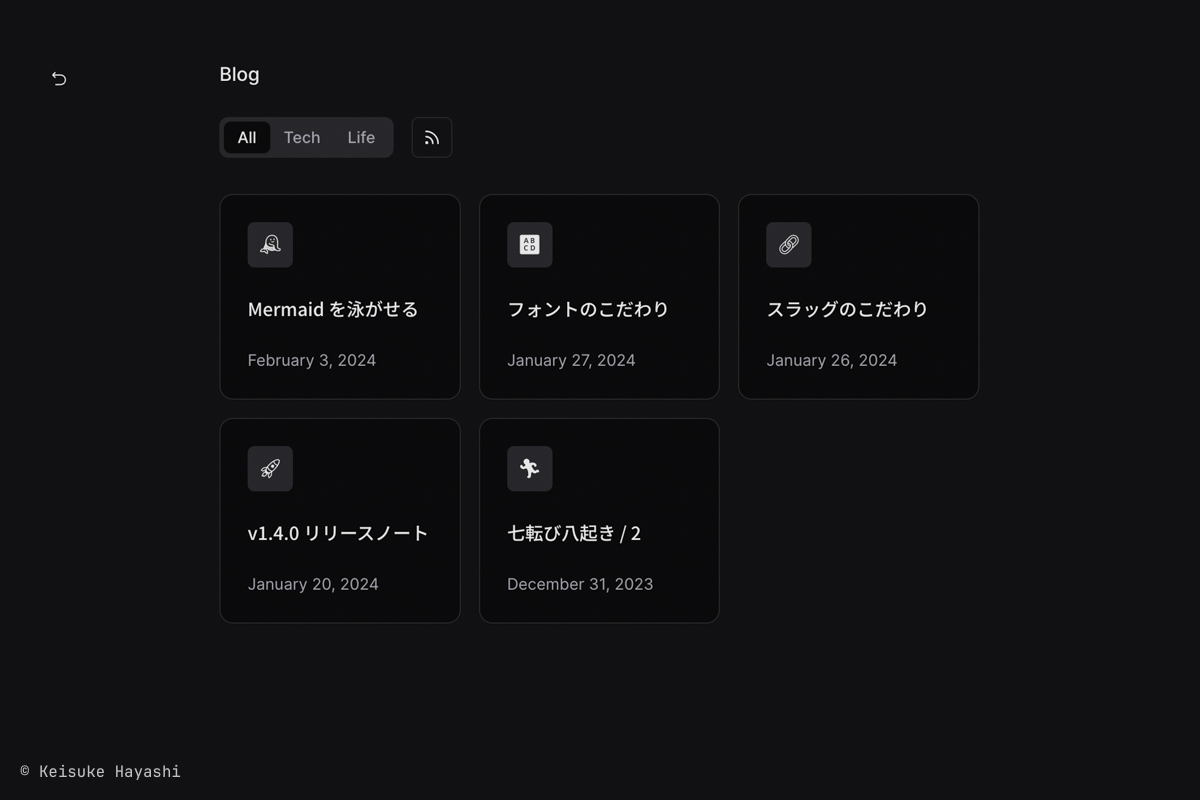 Blog
All Tech Life
Mermaid を泳がせる
February 3, 2024
ABCD
フォントのこだわり
January 27, 2024
スラッグのこだわり
January 26, 2024
v1.4.0 リリースノート
January 20, 2024
七転び八起き / 2
December 31, 2023
© Keisuke Hayashi